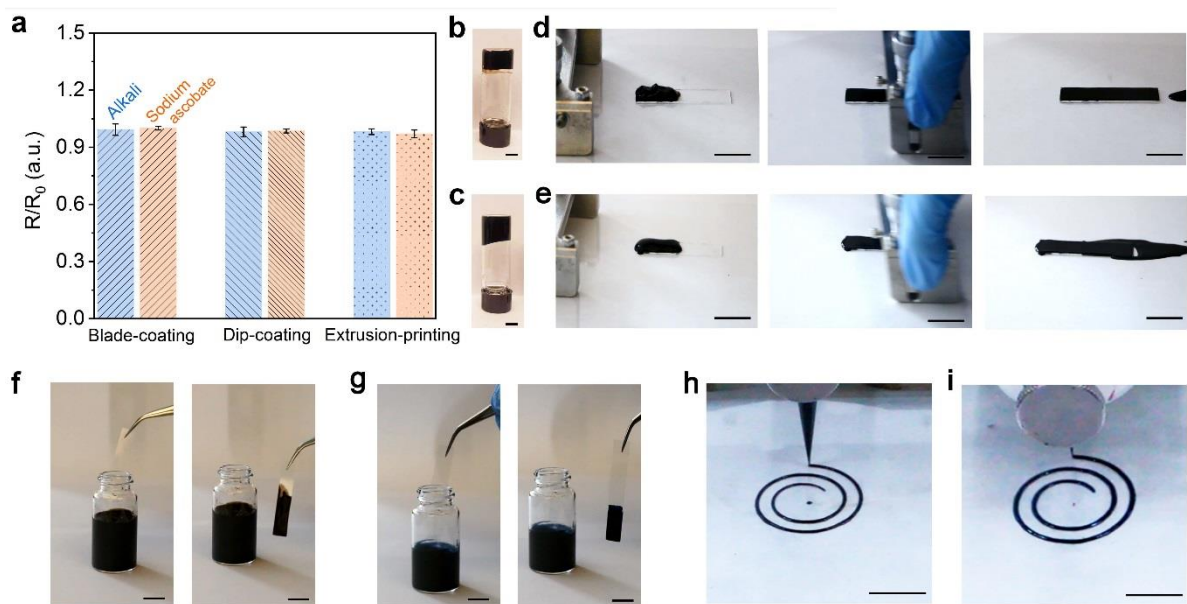 a
1.5
1.2
0.9
0.6
0.3
0.0
R/R0 (a.u.)
Alkali
Sodium
ascobate
Blade-coating
Dip-coating
Extrusion-printing
b
d
c
e
f
g
h
i